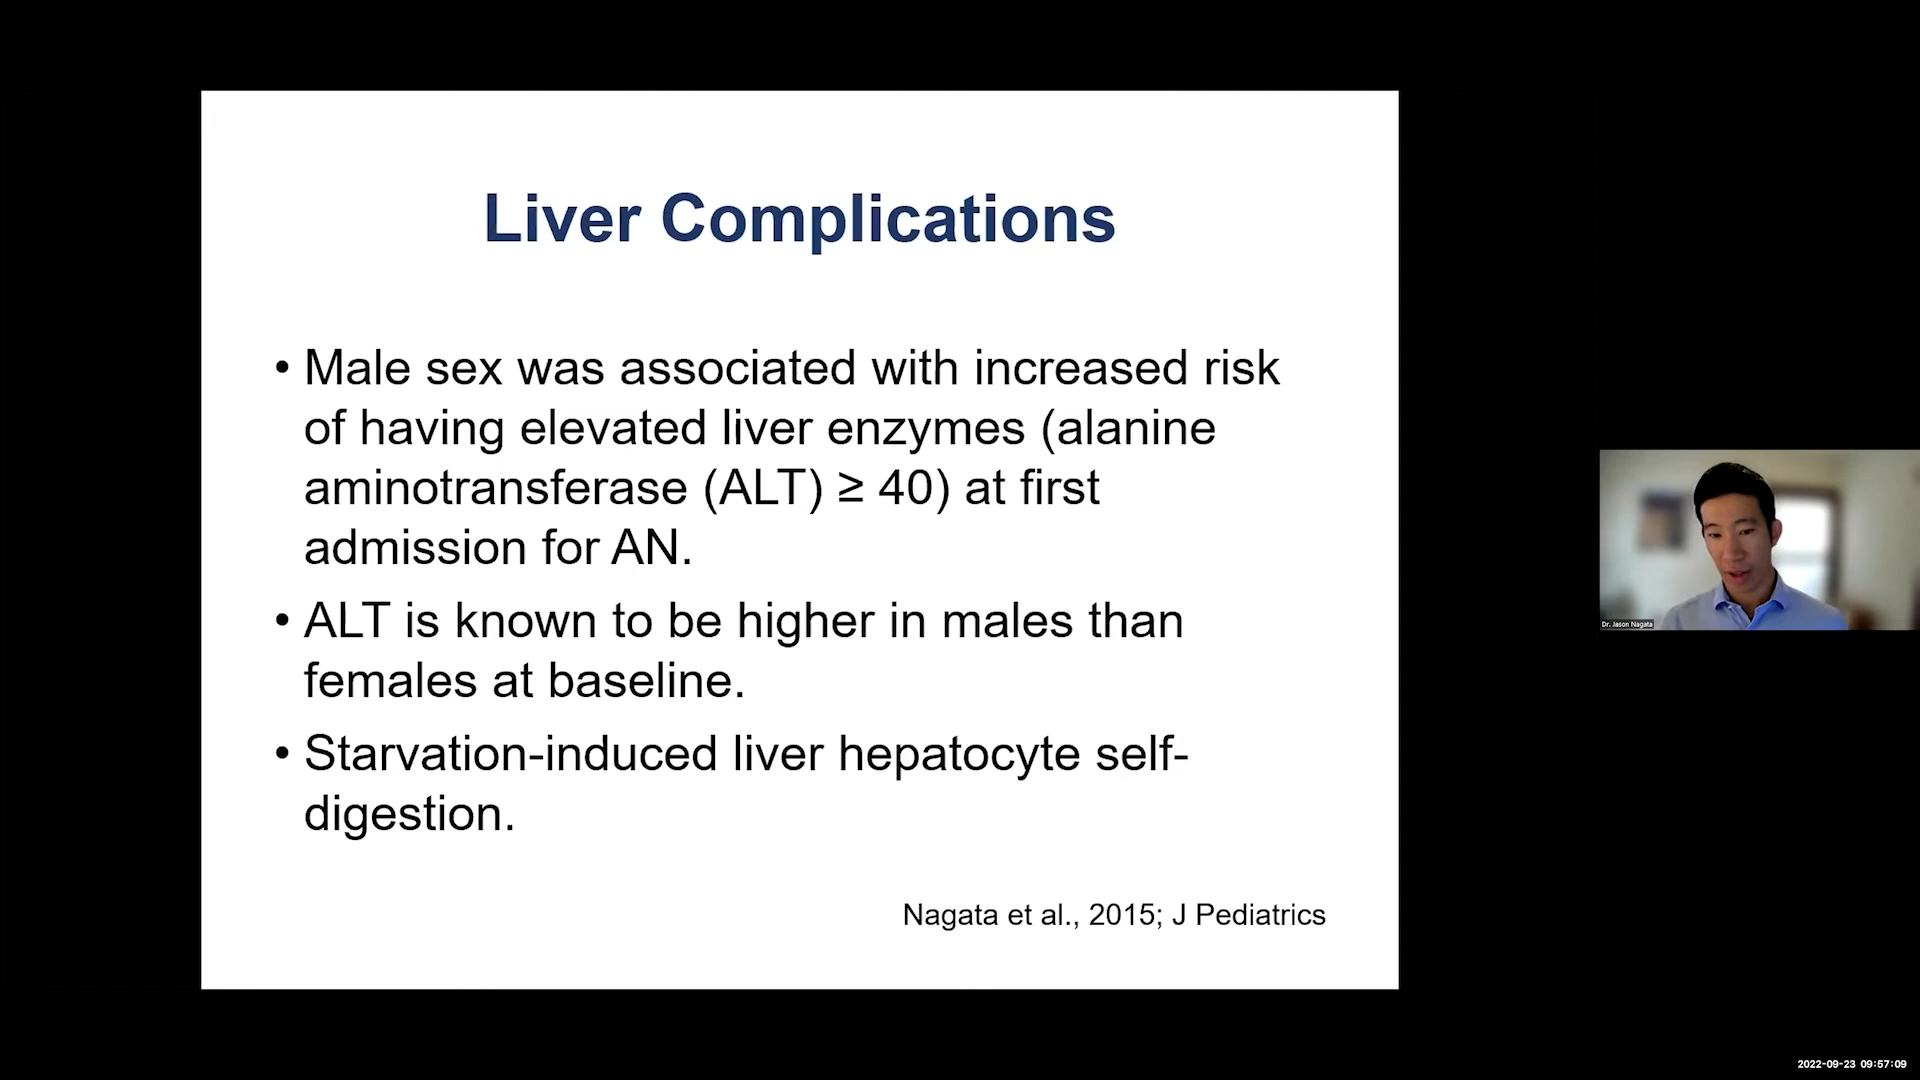 Liver Complications
• Male sex was associated with increased risk
of having elevated liver enzymes (alanine
aminotransferase (ALT) ≥ 40) at first
admission for AN.
• ALT is known to be higher in males than
females at baseline.
• Starvation-induced liver hepatocyte self-
digestion.
Nagata et al., 2015; J Pediatrics
Dr. Jason Nagata
2022-09-23 09:57:09